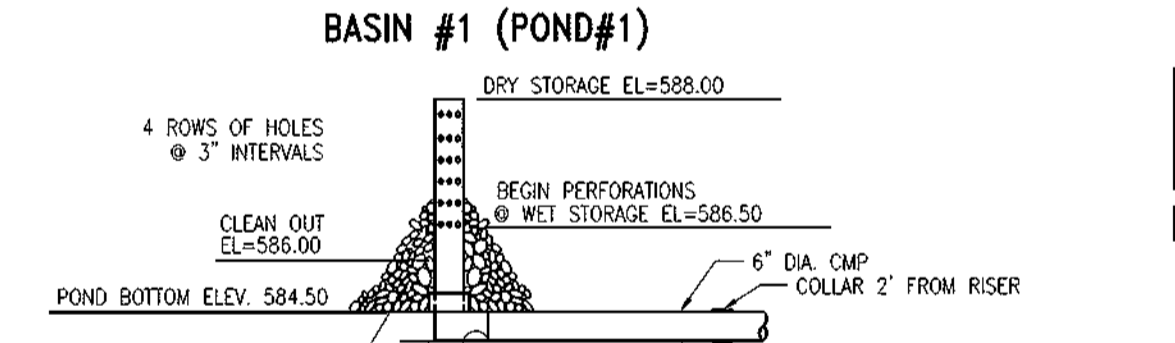 BASIN #1 (POND#1)
DRY STORAGE EL=588.00
4 ROWS OF HOLES
@ 3" INTERVALS
BEGIN PERFORATIONS
@ WET STORAGE EL=586.50
CLEAN OUT
EL=586.00
6" DIA. CMP
COLLAR 2' FROM RISER
POND BOTTOM ELEV. 584.50